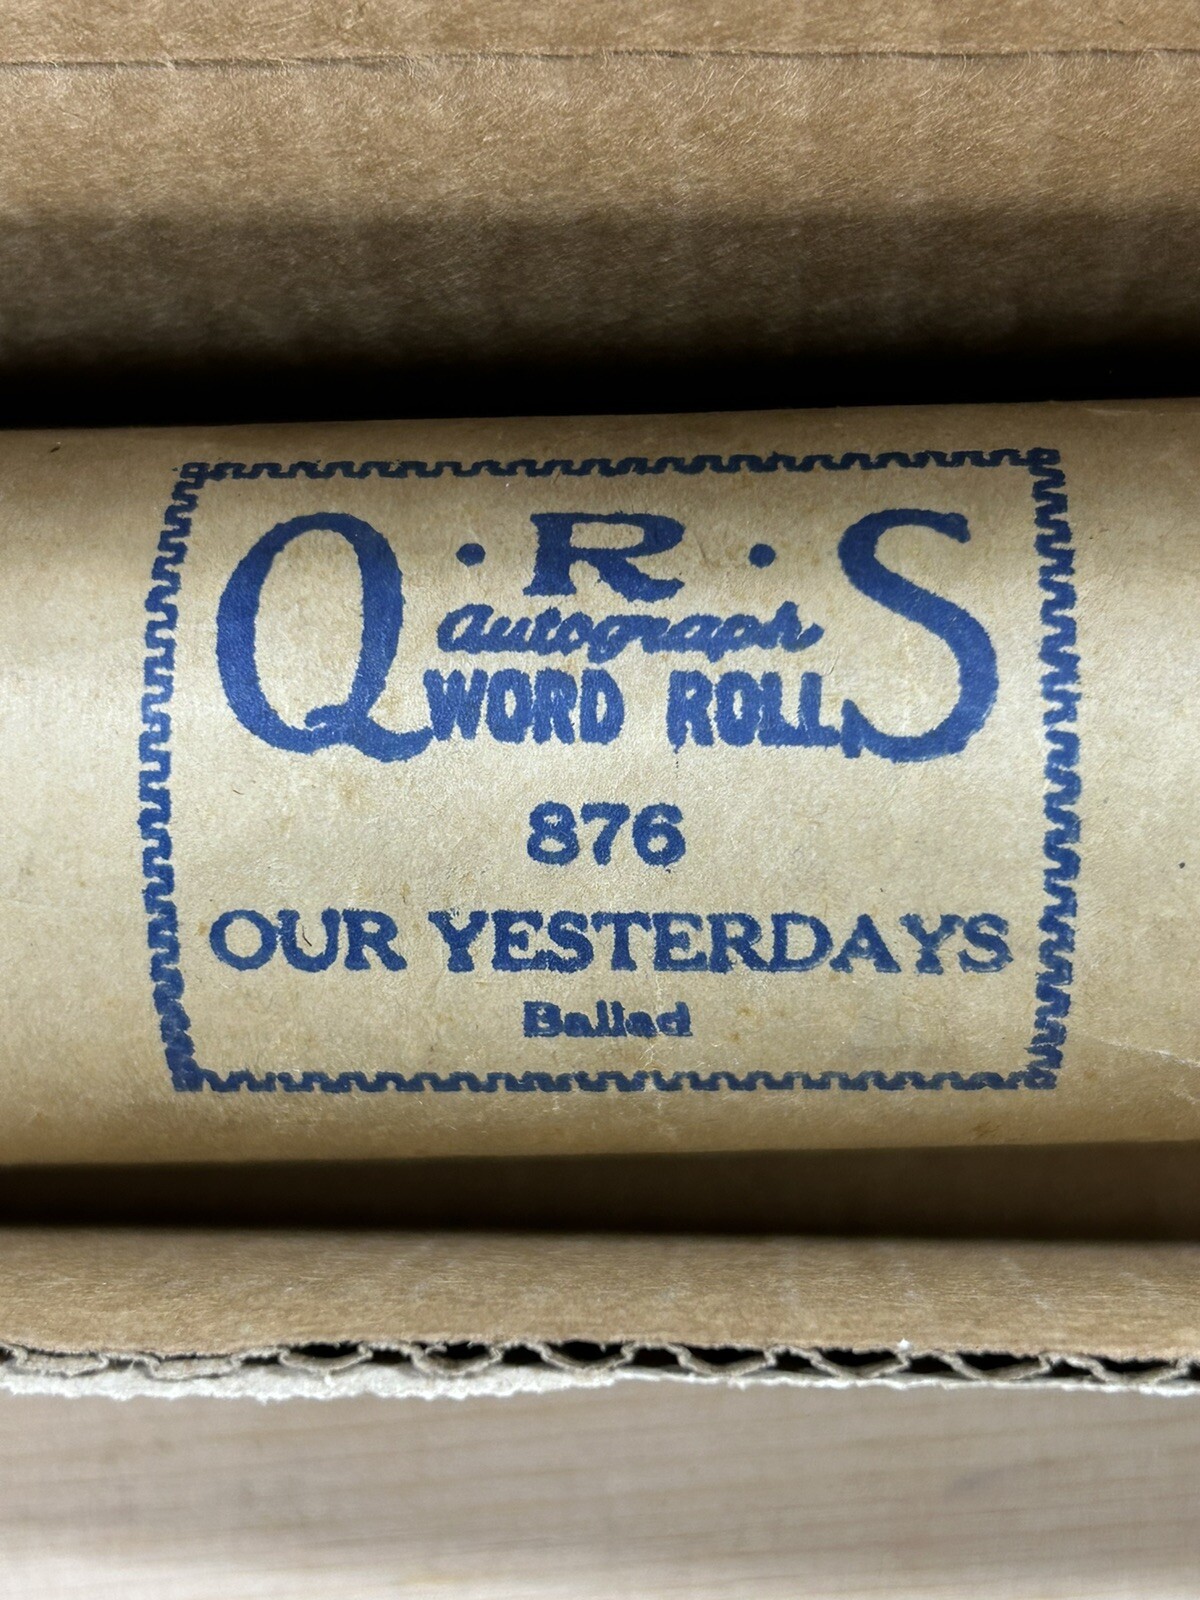 Q·R·S
Autograph
WORD ROLL
876
OUR YESTERDAYS
Ballad